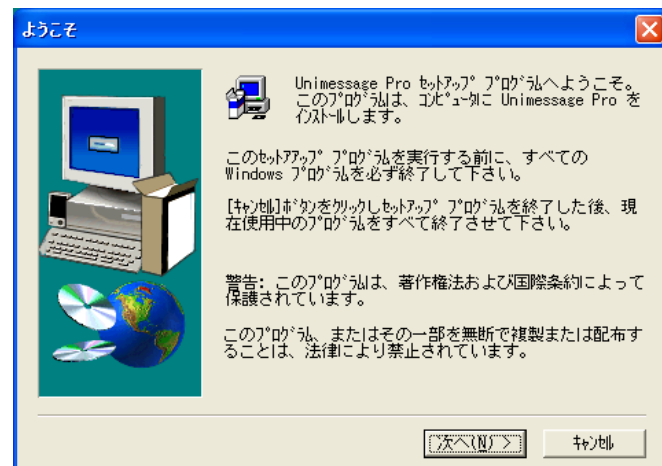 ようこそ
Unimessage Pro ｾｯﾄｱｯﾌﾟ ﾌﾟﾛｸﾞﾗﾑへようこそ。
このﾌﾟﾛｸﾞﾗﾑは、ｺﾝﾋﾟｭｰﾀに Unimessage Pro を
ｲﾝｽﾄｰﾙします。
このｾｯﾄｱｯﾌﾟ ﾌﾟﾛｸﾞﾗﾑを実行する前に、すべての
Windows ﾌﾟﾛｸﾞﾗﾑを必ず終了して下さい。
[ｷｬﾝｾﾙ]ﾎﾞﾀﾝをｸﾘｯｸしｾｯﾄｱｯﾌﾟ ﾌﾟﾛｸﾞﾗﾑを終了した後、現
在使用中のﾌﾟﾛｸﾞﾗﾑをすべて終了させて下さい。
警告: このﾌﾟﾛｸﾞﾗﾑは、著作権法および国際条約によって
保護されています。
このﾌﾟﾛｸﾞﾗﾑ、またはその一部を無断で複製または配布す
ることは、法律により禁止されています。
次へ(N) >
ｷｬﾝｾﾙ